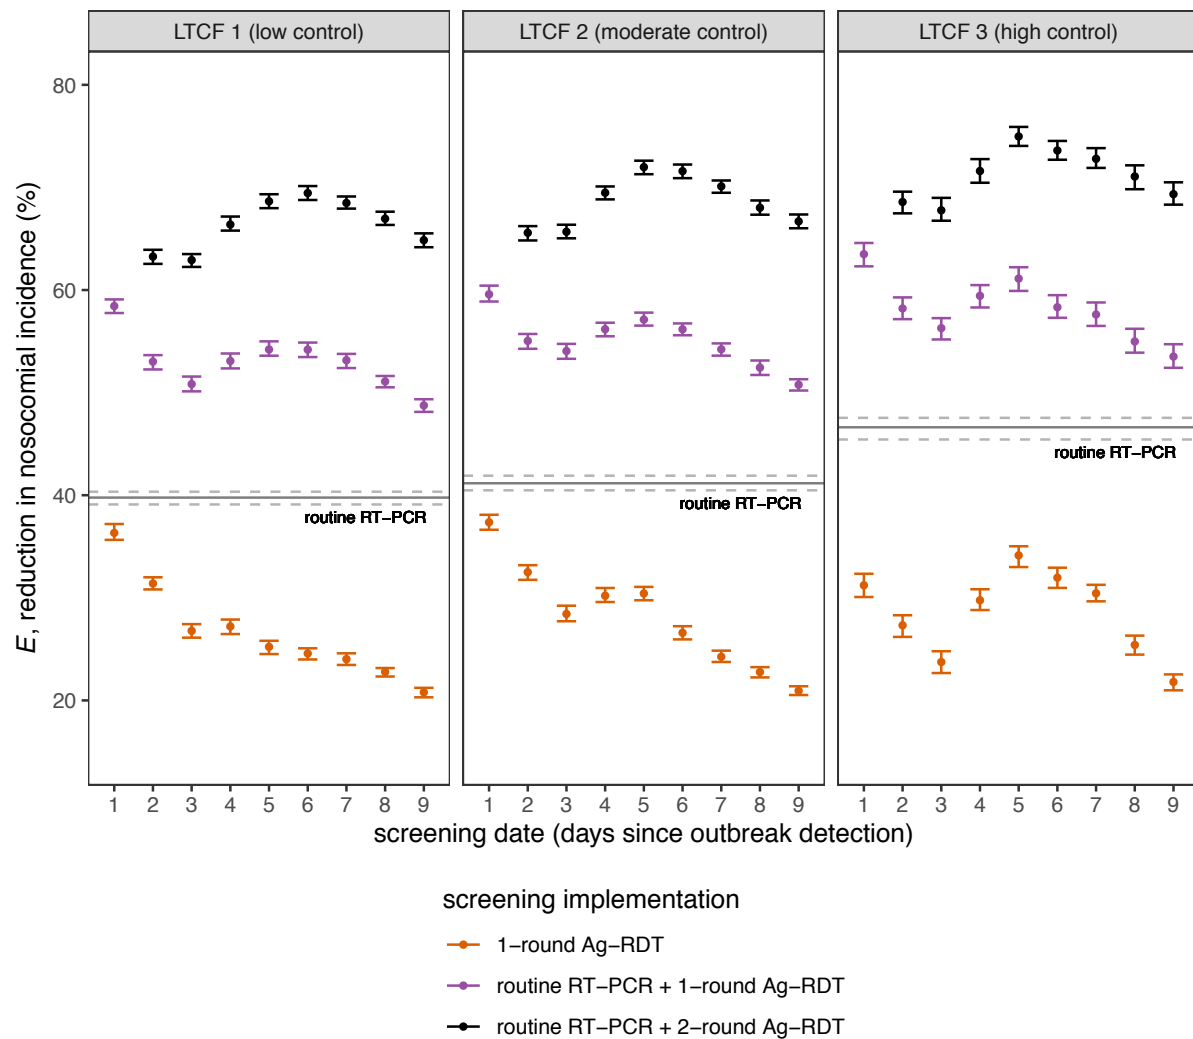 LTCF 1 (low control)
LTCF 2 (moderate control)
LTCF 3 (high control)
E, reduction in nosocomial incidence (%)
80
60
40
20
routine RT−PCR
routine RT−PCR
routine RT−PCR
1 2 3 4 5 6 7 8 9
1 2 3 4 5 6 7 8 9
1 2 3 4 5 6 7 8 9
screening date (days since outbreak detection)
screening implementation
1−round Ag−RDT
routine RT−PCR + 1−round Ag−RDT
routine RT−PCR + 2−round Ag−RDT